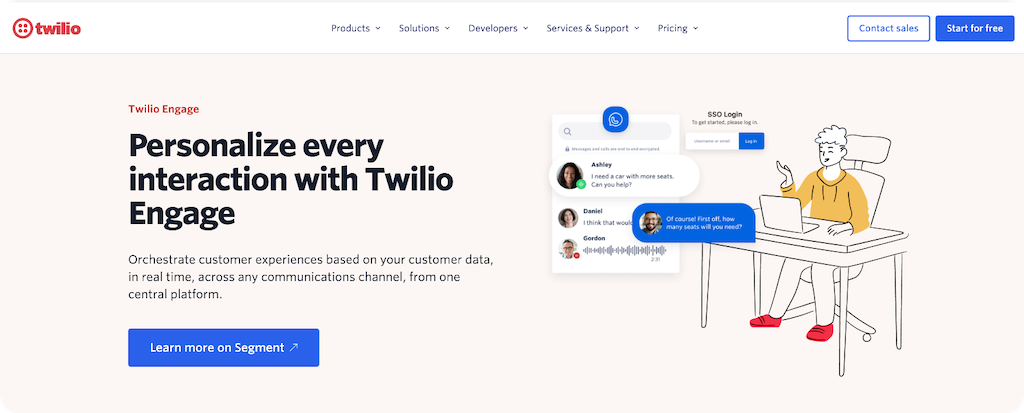 twilio
Products
Solutions
Developers
Services & Support
Pricing
Contact sales
Start for free
Twilio Engage
Personalize every
interaction with Twilio
Engage
Orchestrate customer experiences based on your customer data,
in real time, across any communications channel, from one
central platform.
Learn more on Segment ↗
Messages and calls are end to end encrypted.
Ashley
I need a car with more seats.
Can you help?
Daniel
I think that would
Of course! First off, how
many seats will you need?
Gordon
2:31
SSO Login
To get started, please log in.
Username or email
Log in